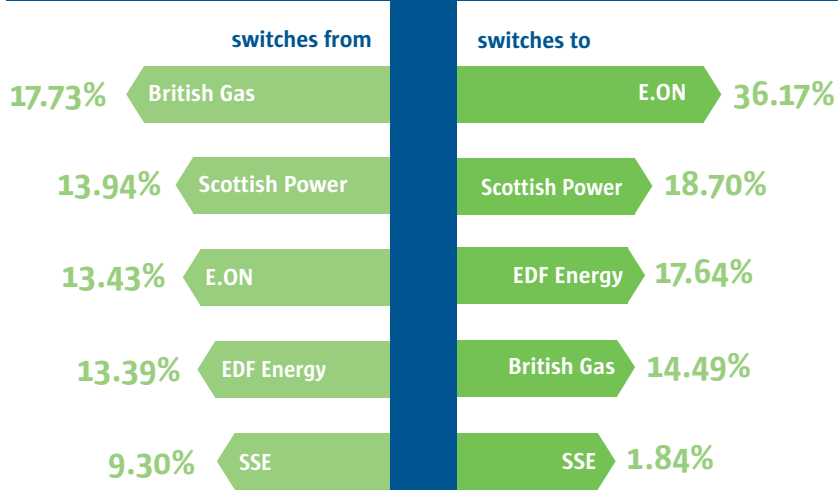 switches from
switches to
17.73% British Gas
E.ON 36.17%
13.94% Scottish Power
Scottish Power 18.70%
13.43% E.ON
EDF Energy 17.64%
13.39% EDF Energy
British Gas 14.49%
9.30% SSE
SSE 1.84%